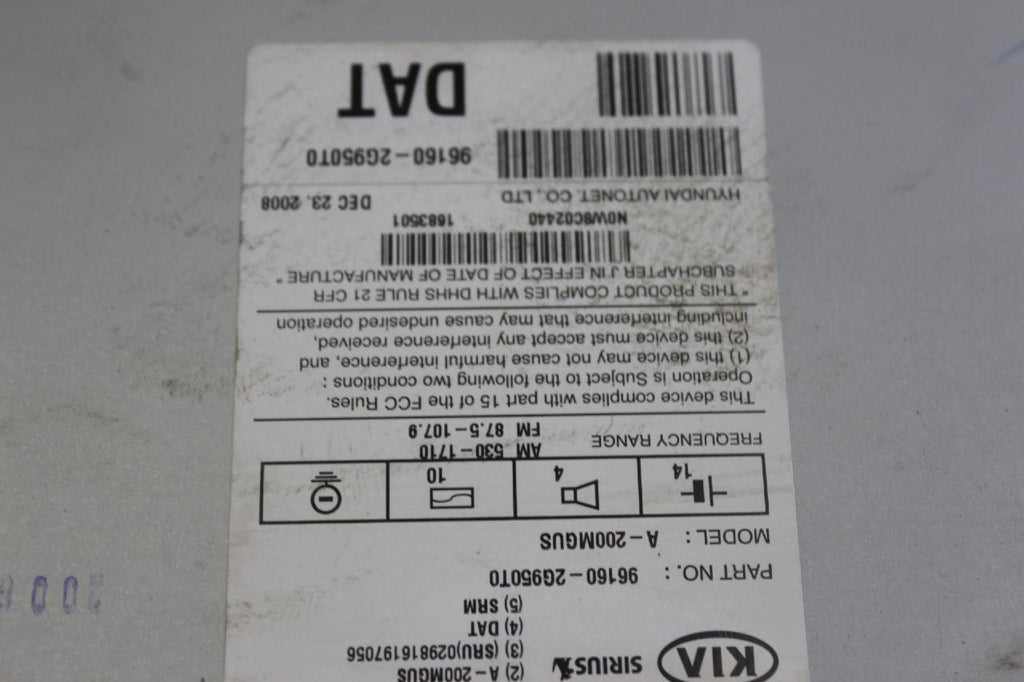 KIA SIRIUS (2) A-200MGUS
(3) (SRU)029816197056
(4) DAT
(5) SRM
PART NO. : 96160-2G950T0
MODEL : A-200MGUS
14 4 10
FREQUENCY RANGE AM 530-1710
FM 87.5-107.9
This device complies with part 15 of the FCC Rules.
Operation is Subject to the following two conditions :
(1) this device may not cause harmful interference, and,
(2) this device must accept any interference received,
including interference that may cause undesired operation
" THIS PRODUCT COMPLIES WITH DHHS RULE 21 CFR
SUBCHAPTER J IN EFFECT OF DATE OF MANUFACTURE "
N0W8C02440 1683501
HYUNDAI AUTONET. CO., LTD DEC 23. 2008
96160-2G950T0
DAT